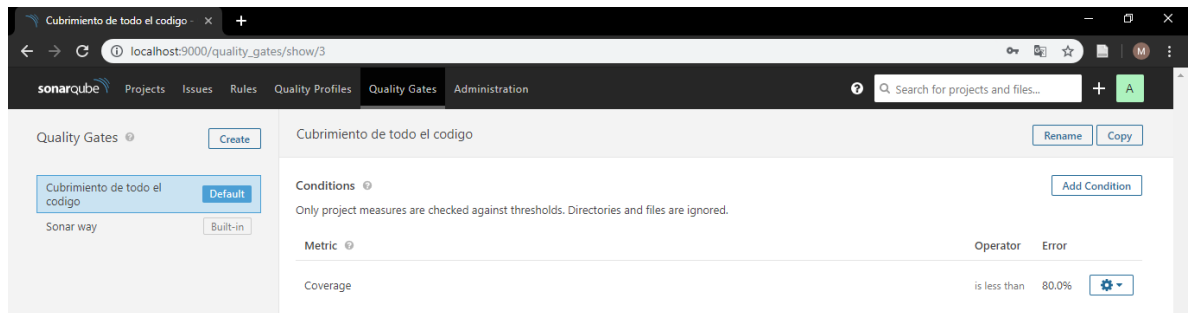 Cubrimiento de todo el codigo -
localhost:9000/quality_gates/show/3
M
sonarqube Projects Issues Rules Quality Profiles Quality Gates Administration Search for projects and files... A
Quality Gates Create
Cubrimiento de todo el codigo Rename Copy
Cubrimiento de todo el
codigo
Default
Sonar way Built-in
Conditions Add Condition
Only project measures are checked against thresholds. Directories and files are ignored.
Metric Operator Error
Coverage is less than 80.0%